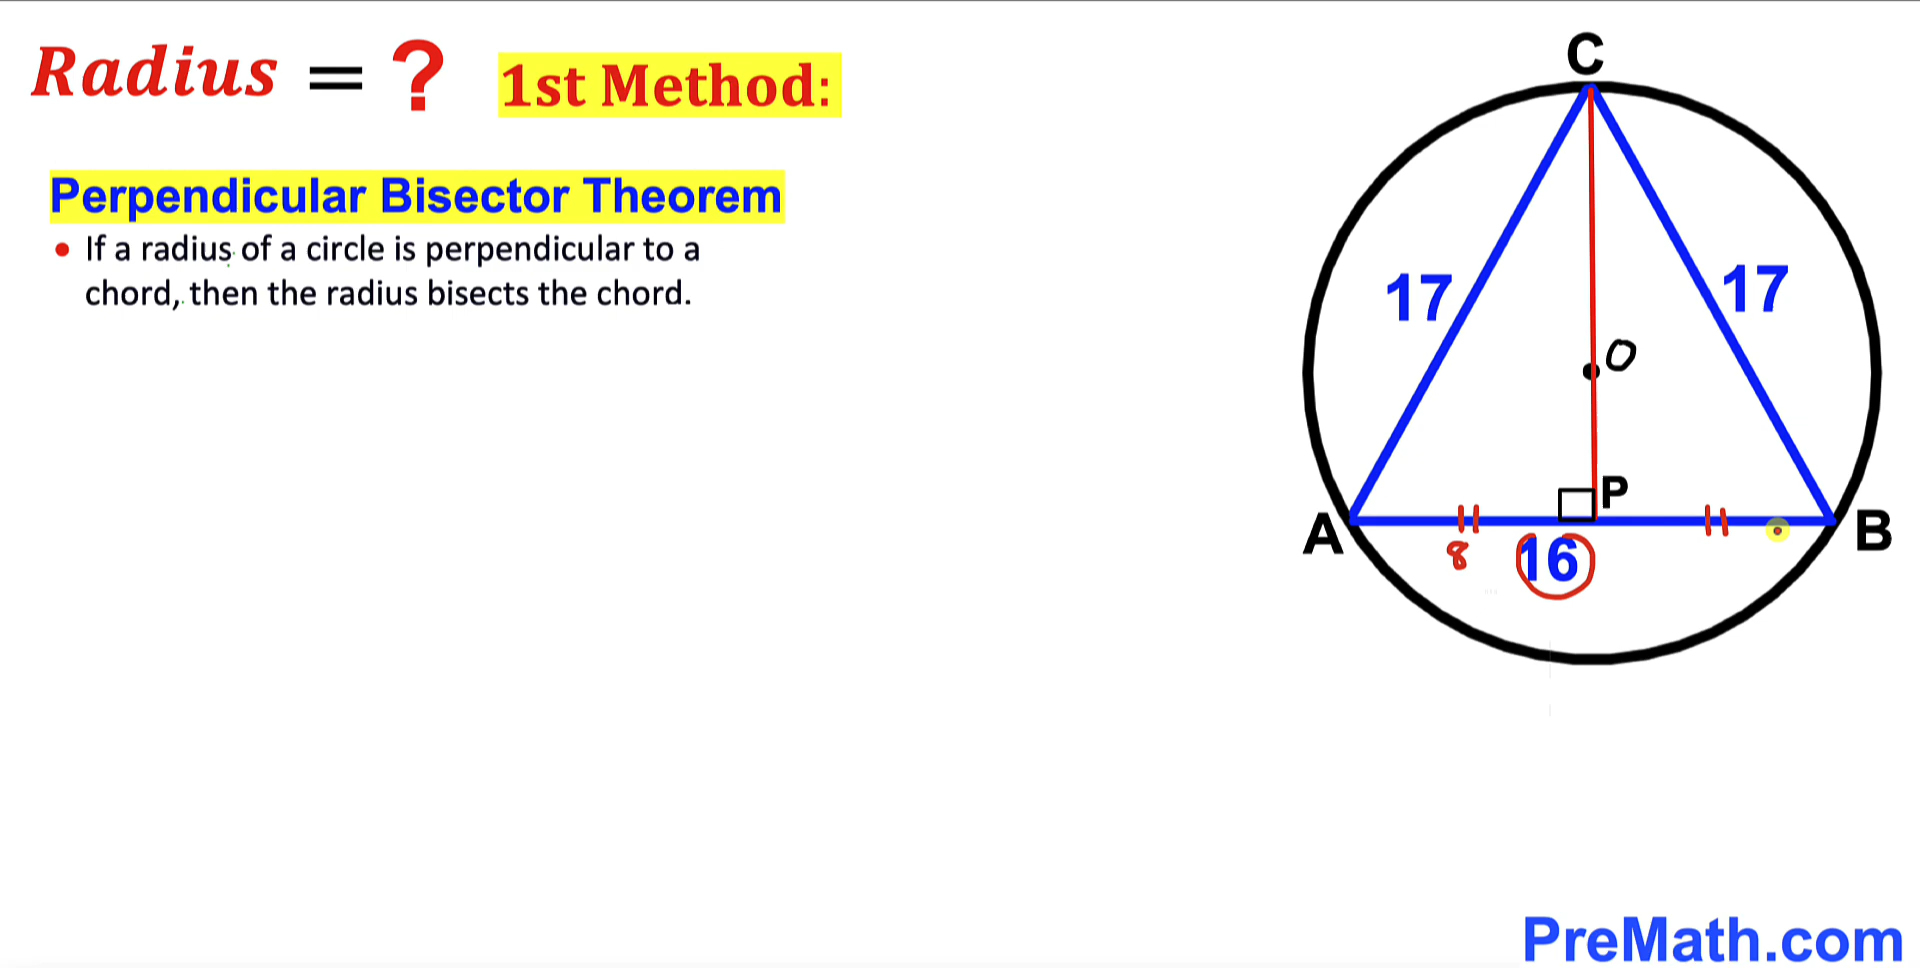 Radius = ? 1st Method:
Perpendicular Bisector Theorem
• If a radius of a circle is perpendicular to a
chord, then the radius bisects the chord.
C
17
17
O
P
A
B
8
16
PreMath.com